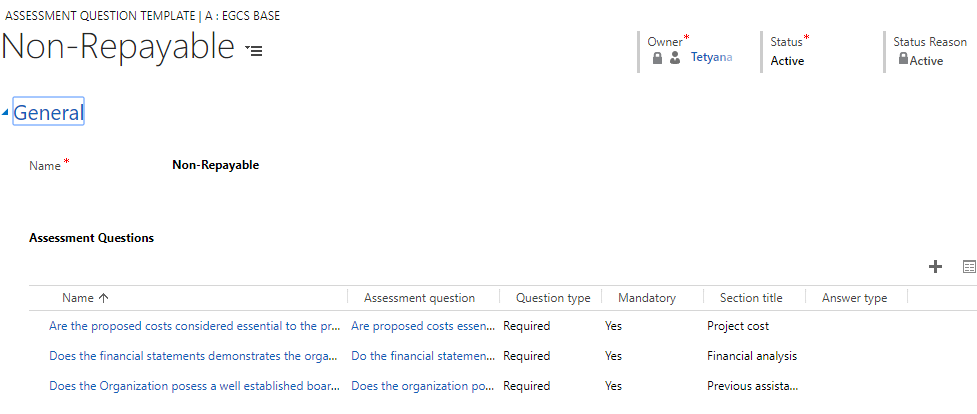 ASSESSMENT QUESTION TEMPLATE | A : EGCS BASE
Non-Repayable
Owner* Status* Status Reason
Tetyana Active Active
General
Name* Non-Repayable
Assessment Questions
Name Assessment question Question type Mandatory Section title Answer type
Are the proposed costs considered essential to the pr... Are proposed costs essen... Required Yes Project cost
Does the financial statements demonstrates the orga... Do the financial statemen... Required Yes Financial analysis
Does the Organization posess a well established boar... Does the organization po... Required Yes Previous assista...